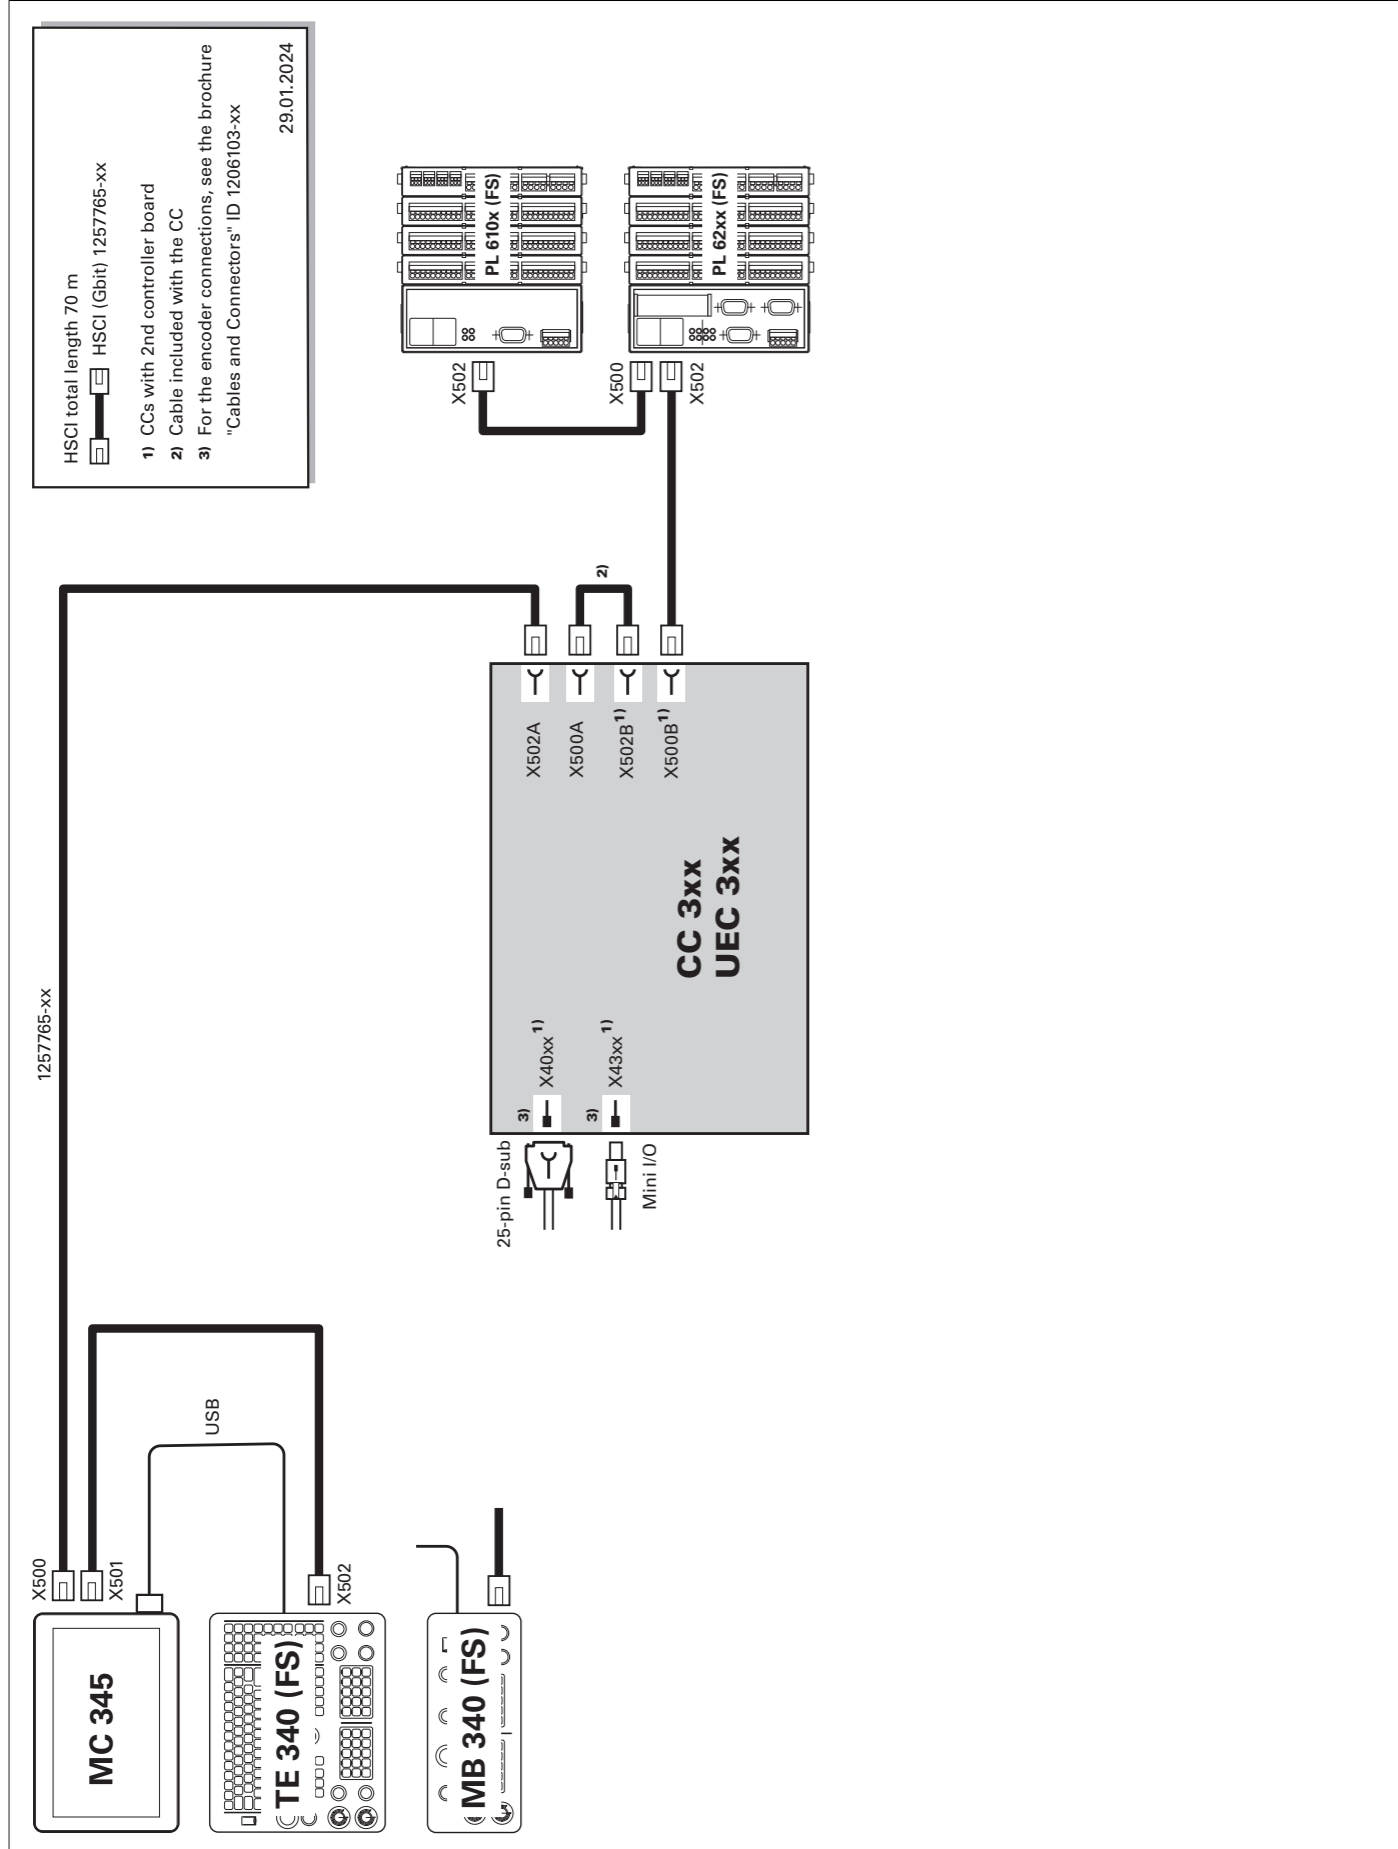 HSCI total length 70 m
HSCI (Gbit) 1257765-xx
1) CCs with 2nd controller board
2) Cable included with the CC
3) For the encoder connections, see the brochure
"Cables and Connectors" ID 1206103-xx
29.01.2024
1257765-xx
X500
X501
MC 345
USB
TE 340 (FS)
X502
MB 340 (FS)
25-pin D-sub
3)
X40xx1)
Mini I/O
3)
X43xx1)
CC 3xx
UEC 3xx
X502A
X500A
X502B1)
X500B1)
2)
X502
PL 610x (FS)
X500
X502
PL 62xx (FS)